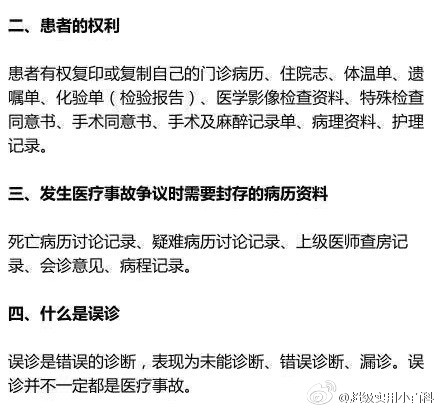 二、患者的权利
患者有权复印或复制自己的门诊病历、住院志、体温单、遗
嘱单、化验单（检验报告）、医学影像检查资料、特殊检查
同意书、手术同意书、手术及麻醉记录单、病理资料、护理
记录。
三、发生医疗事故争议时需要封存的病历资料
死亡病历讨论记录、疑难病历讨论记录、上级医师查房记
录、会诊意见、病程记录。
四、什么是误诊
误诊是错误的诊断，表现为未能诊断、错误诊断、漏诊。误
诊并不一定都是医疗事故。
@超级实用小百科